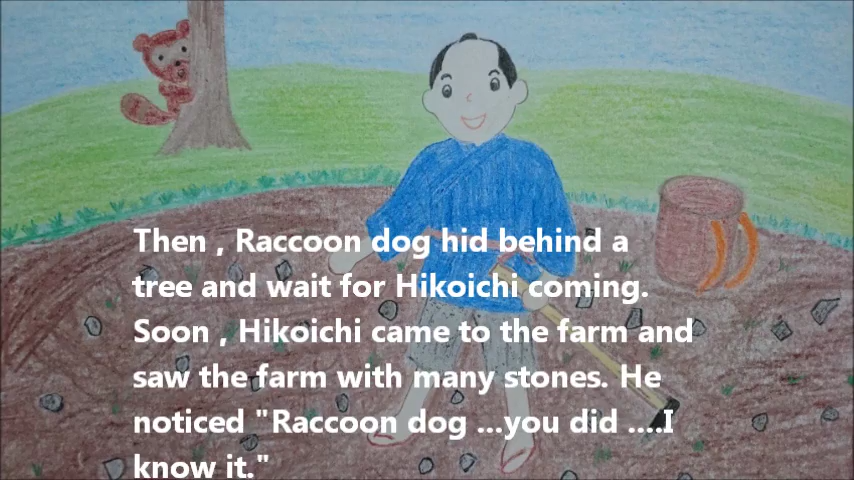 Then , Raccoon dog hid behind a
tree and wait for Hikoichi coming.
Soon , Hikoichi came to the farm and
saw the farm with many stones. He
noticed "Raccoon dog ...you did ....I
know it."